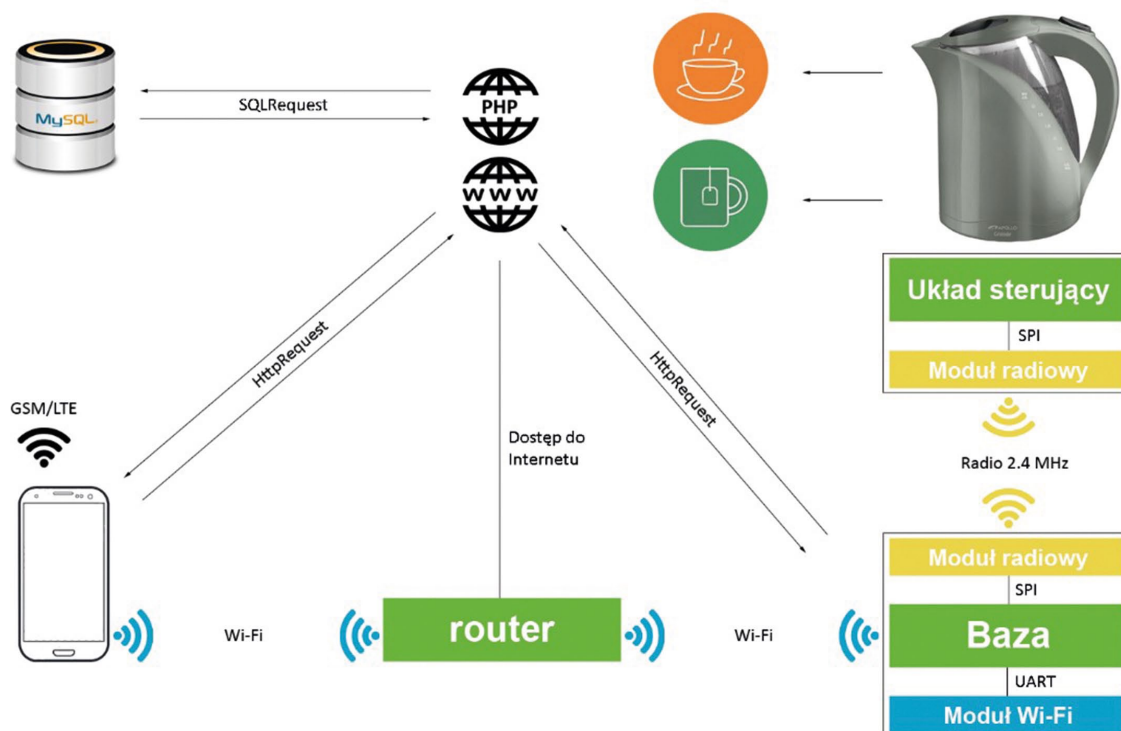 MySQL
SQLRequest
PHP
WWW
Układ sterujący
SPI
Moduł radiowy
HttpRequest
HttpRequest
GSM/LTE
Dostęp do
Internetu
Radio 2.4 MHz
Moduł radiowy
SPI
Wi-Fi
router
Wi-Fi
Baza
UART
Moduł Wi-Fi